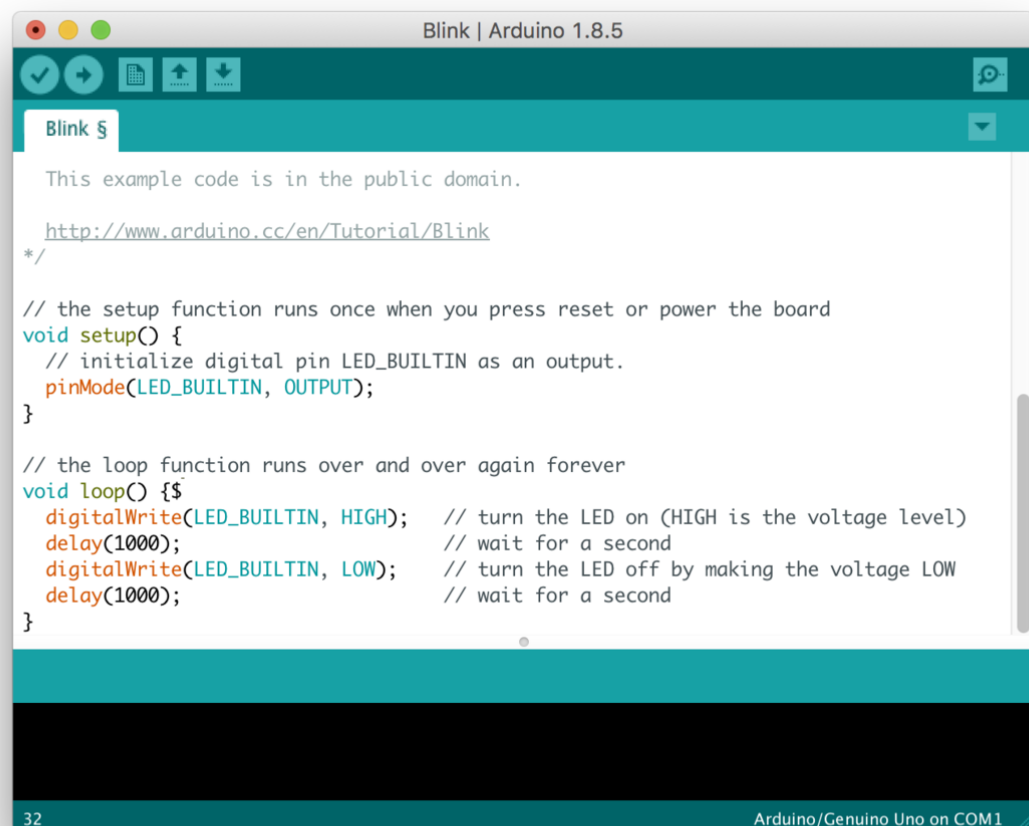 Blink | Arduino 1.8.5
Blink §
This example code is in the public domain.
http://www.arduino.cc/en/Tutorial/Blink
*/
// the setup function runs once when you press reset or power the board
void setup() {
  // initialize digital pin LED_BUILTIN as an output.
  pinMode(LED_BUILTIN, OUTPUT);
}
// the loop function runs over and over again forever
void loop() {$
  digitalWrite(LED_BUILTIN, HIGH);   // turn the LED on (HIGH is the voltage level)
  delay(1000);                       // wait for a second
  digitalWrite(LED_BUILTIN, LOW);    // turn the LED off by making the voltage LOW
  delay(1000);                       // wait for a second
}
32 Arduino/Genuino Uno on COM1